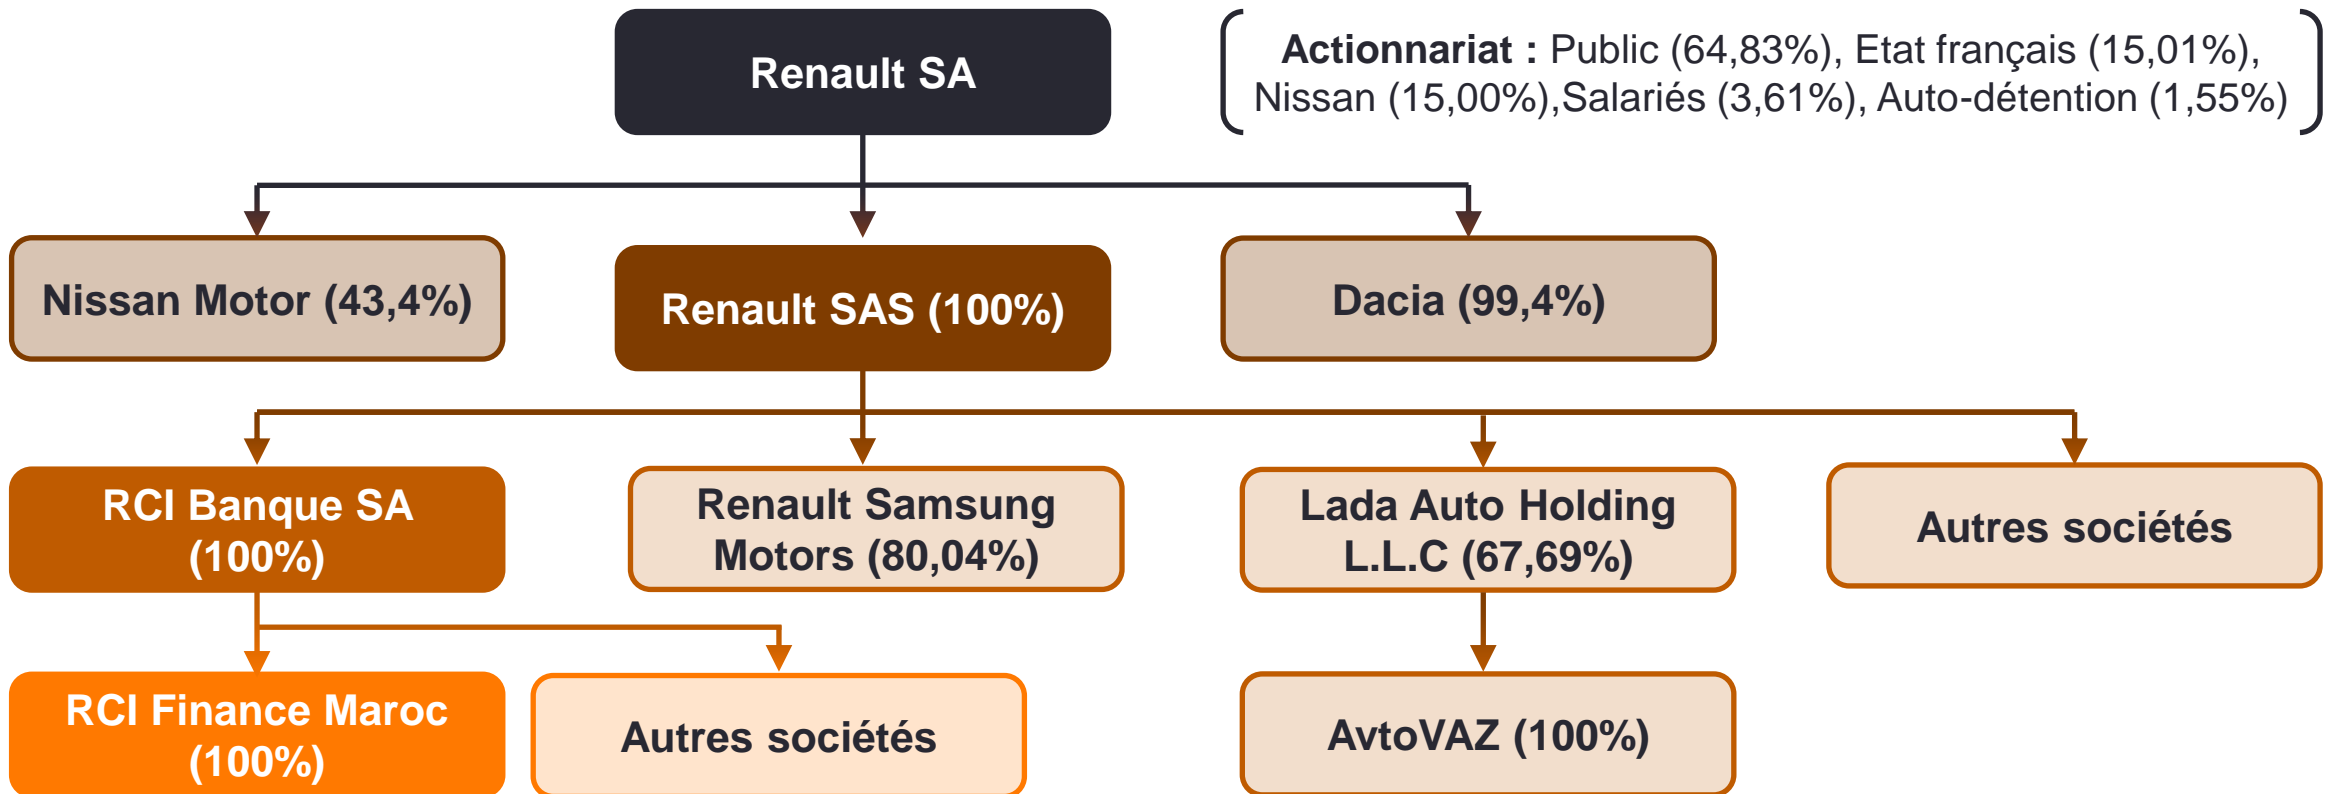 Renault SA
Actionnariat : Public (64,83%), Etat français (15,01%),
Nissan (15,00%),Salariés (3,61%), Auto-détention (1,55%)
Nissan Motor (43,4%)
Renault SAS (100%)
Dacia (99,4%)
RCI Banque SA
(100%)
Renault Samsung
Motors (80,04%)
Lada Auto Holding
L.L.C (67,69%)
Autres sociétés
RCI Finance Maroc
(100%)
Autres sociétés
AvtoVAZ (100%)